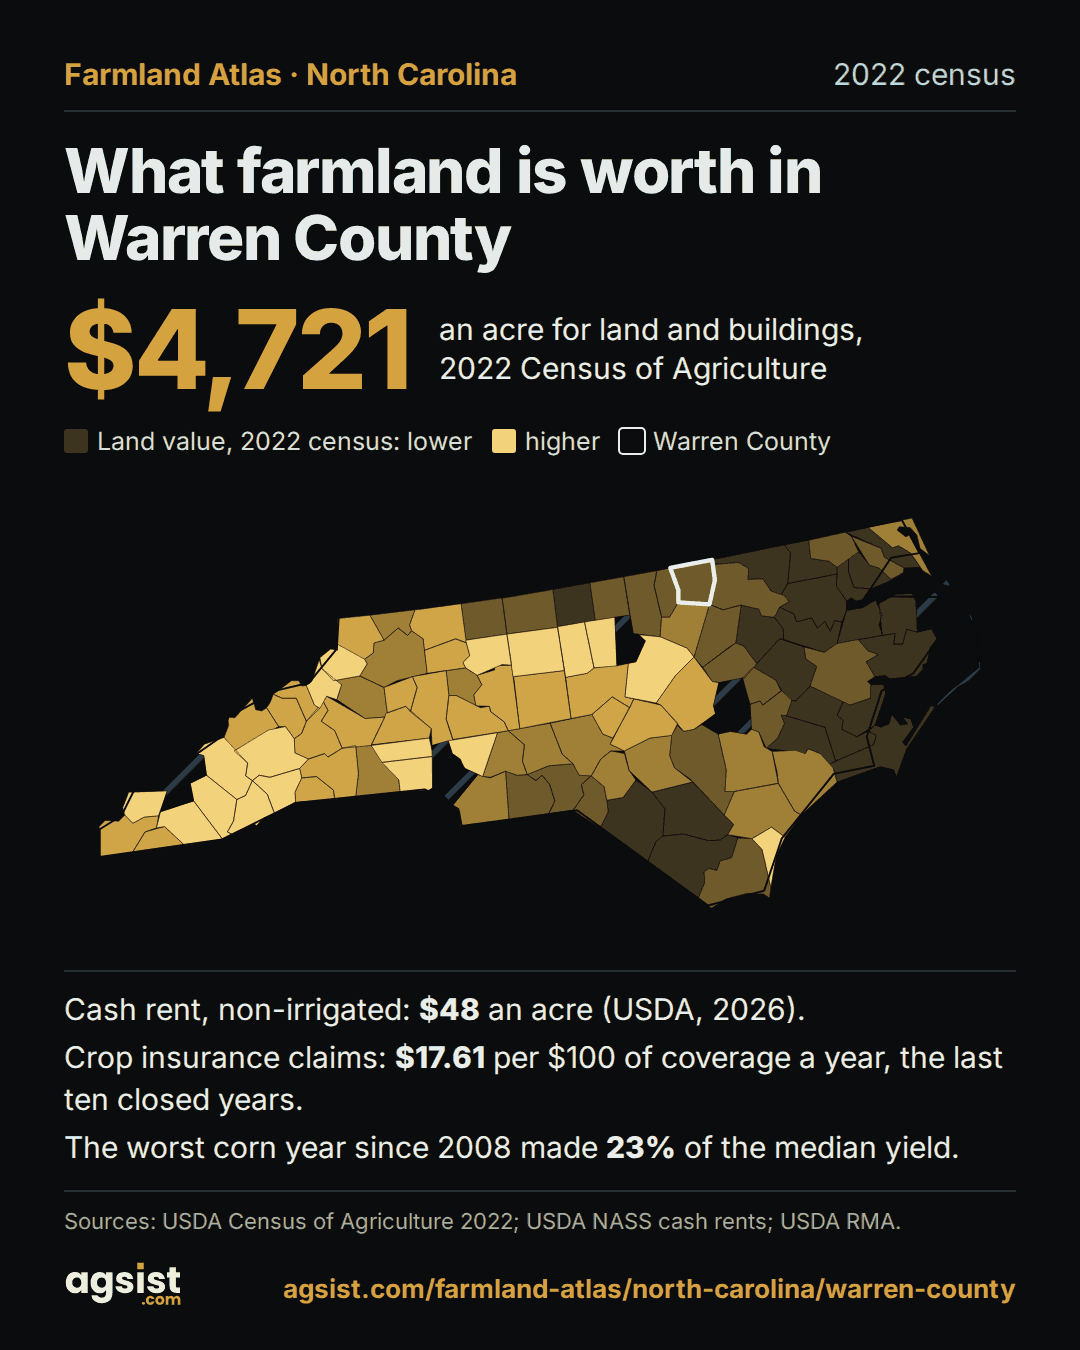 Farmland Atlas · North Carolina
2022 census
What farmland is worth in
Warren County
$4,721
an acre for land and buildings,
2022 Census of Agriculture
Land value, 2022 census: lower
higher
Warren County
Cash rent, non-irrigated: $48 an acre (USDA, 2026).
Crop insurance claims: $17.61 per $100 of coverage a year, the last
ten closed years.
The worst corn year since 2008 made 23% of the median yield.
Sources: USDA Census of Agriculture 2022; USDA NASS cash rents; USDA RMA.
agsist
.com
agsist.com/farmland-atlas/north-carolina/warren-county